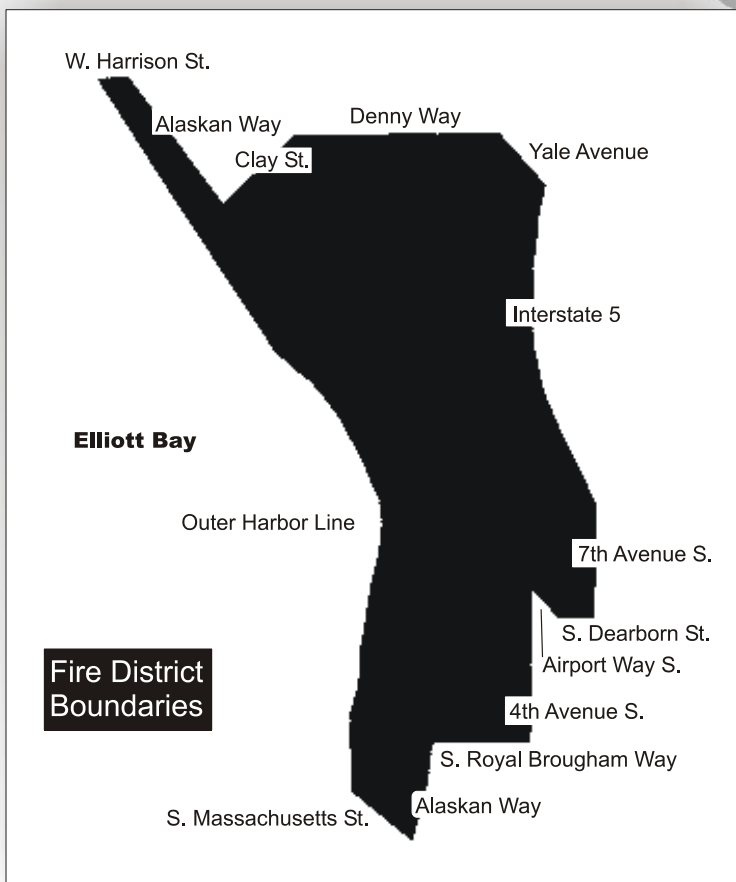 W. Harrison St.
Alaskan Way
Denny Way
Clay St.
Yale Avenue
Interstate 5
Elliott Bay
Outer Harbor Line
7th Avenue S.
S. Dearborn St.
Airport Way S.
Fire District
Boundaries
4th Avenue S.
S. Royal Brougham Way
Alaskan Way
S. Massachusetts St.